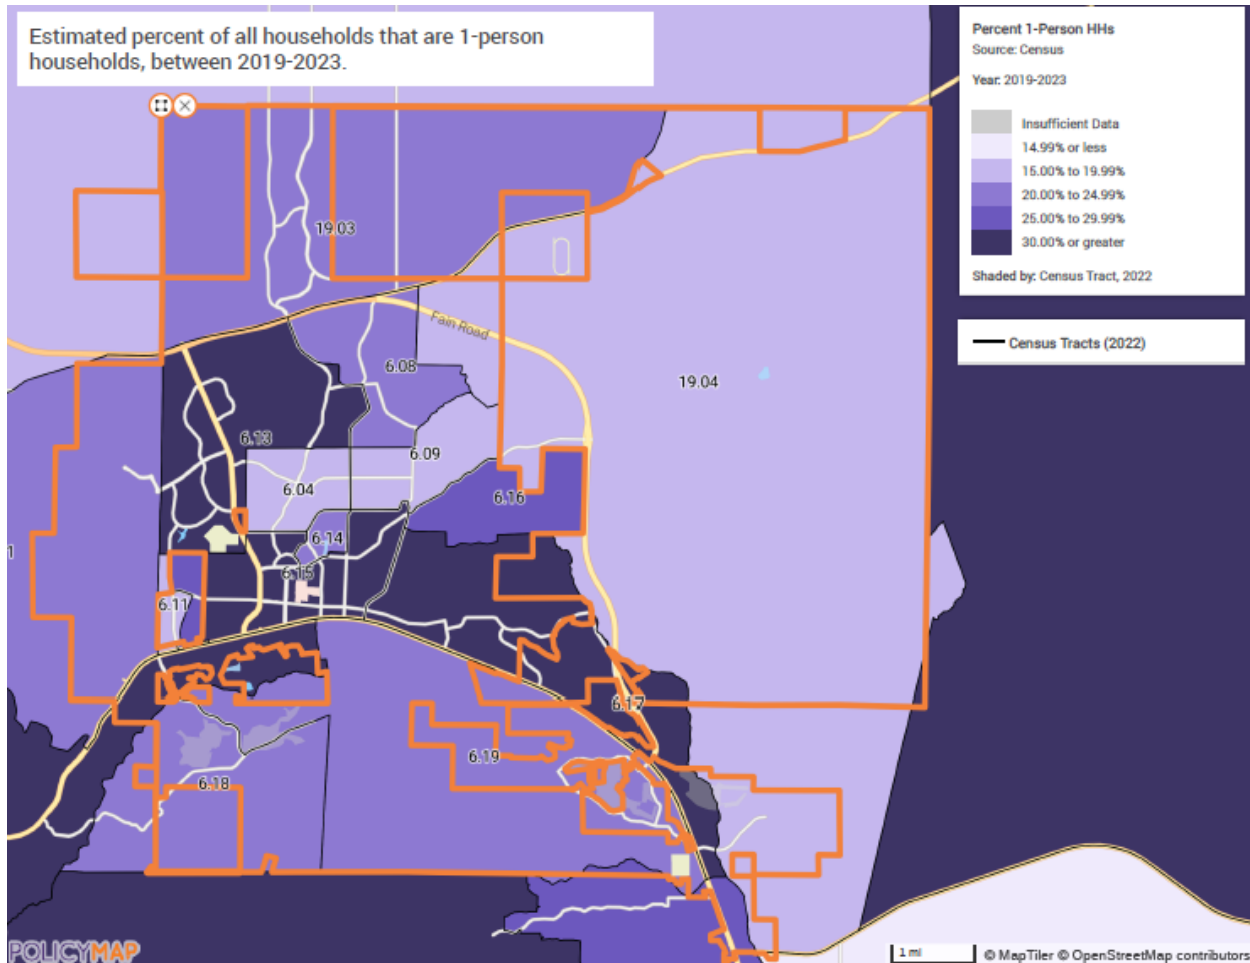 Estimated percent of all households that are 1-person
households, between 2019-2023.
Percent 1-Person HHs
Source: Census
Year: 2019-2023
Insufficient Data
14.99% or less
15.00% to 19.99%
20.00% to 24.99%
25.00% to 29.99%
30.00% or greater
Shaded by: Census Tract, 2022
Census Tracts (2022)
19.03
Fain Road
6.08
19.04
6.13
6.09
6.04
6.16
6.14
1
6.15
6.11
6.17
6.19
6.18
POLICYMAP
1 mi
© MapTiler © OpenStreetMap contributors